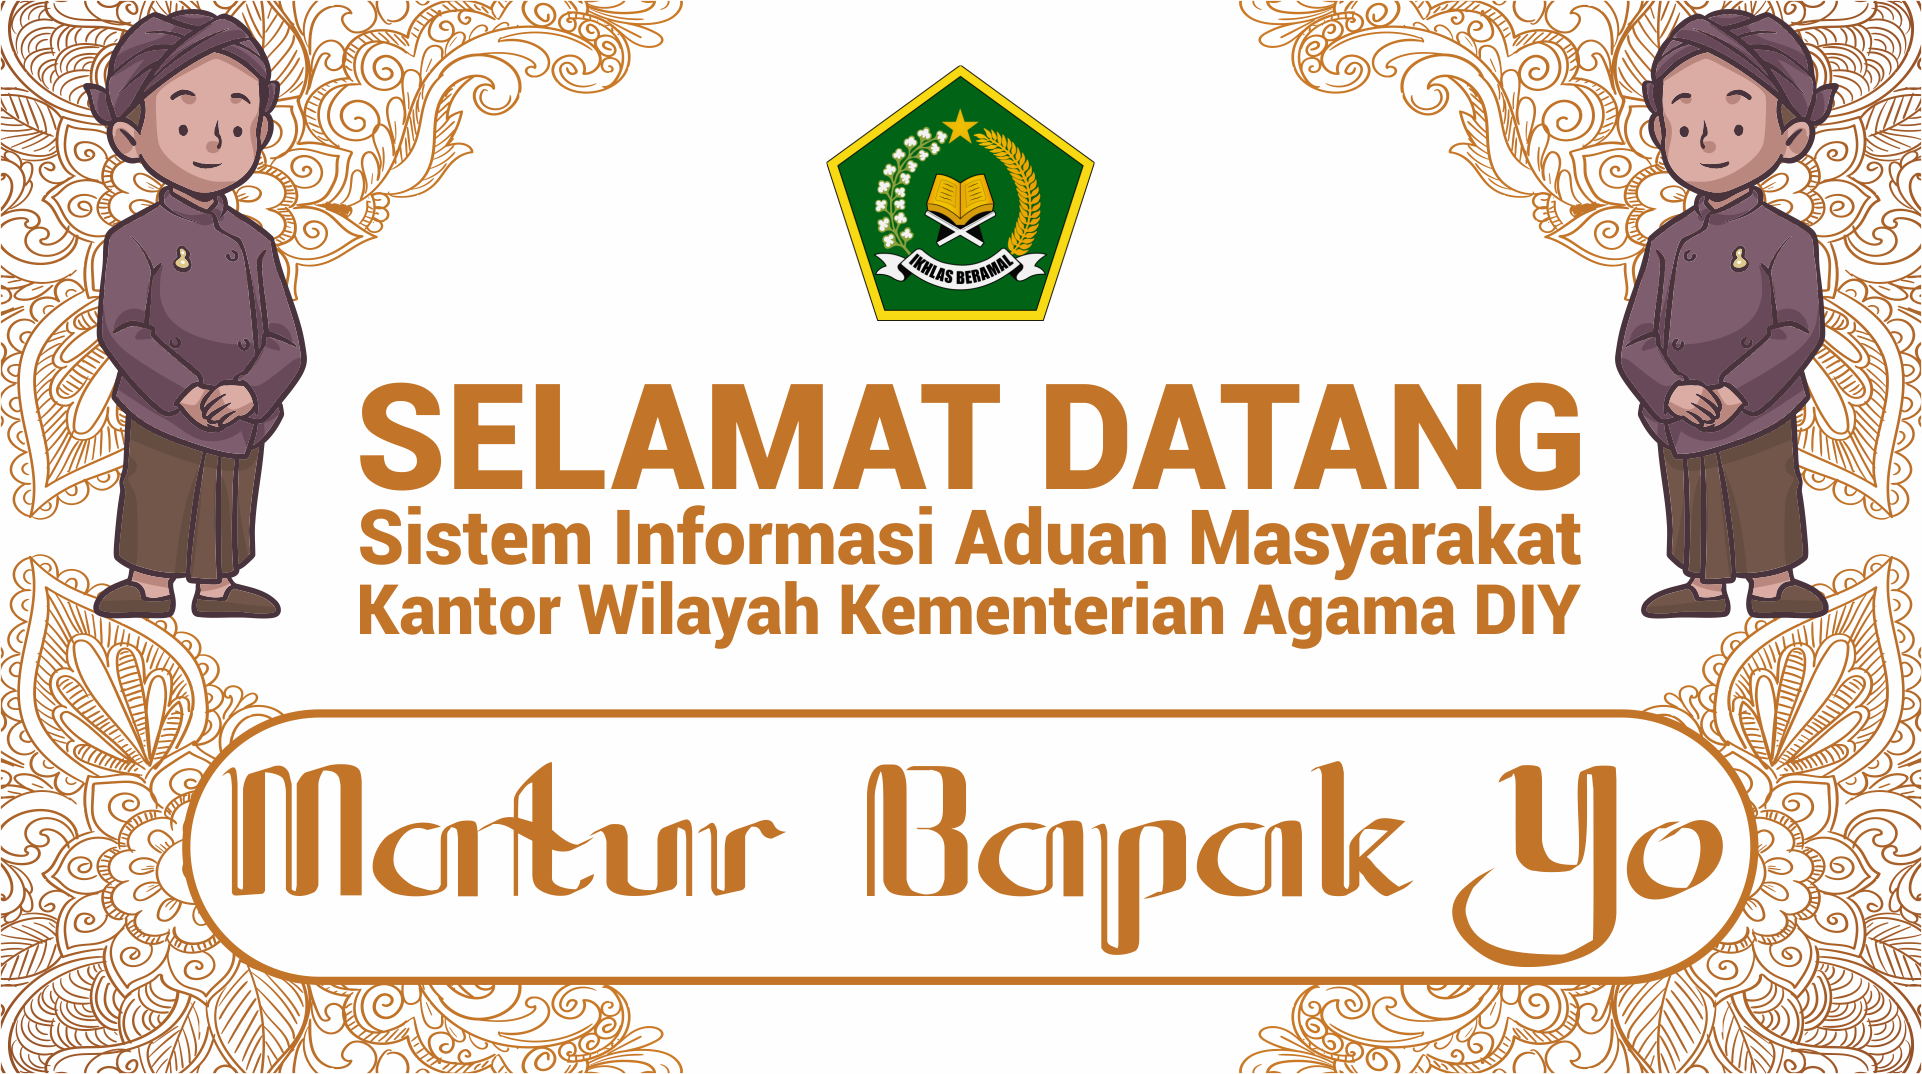 IKHLAS BERAMAL
SELAMAT DATANG
Sistem Informasi Aduan Masyarakat
Kantor Wilayah Kementerian Agama DIY
Matur Bapak Yo